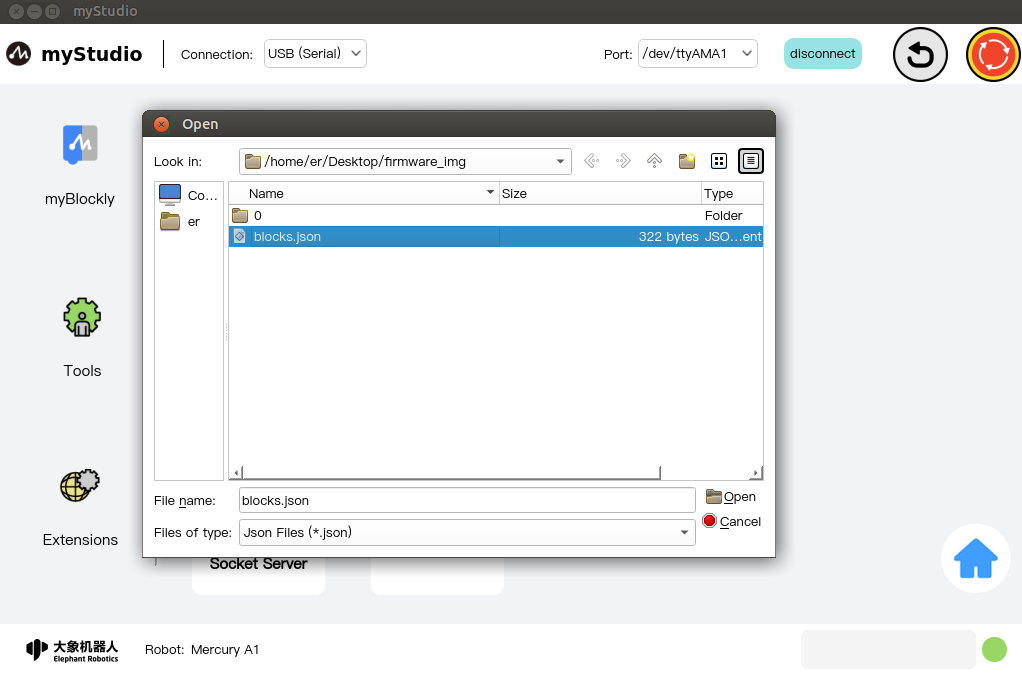 myStudio
myStudio
Connection: USB (Serial) Port: /dev/ttyAMA1 disconnect
Open
Look in: /home/er/Desktop/firmware_img
Co... Name Size Type
er 0 Folder
blocks.json 322 bytes JSO...ent
myBlockly
Tools
Extensions
File name: blocks.json Open
Files of type: Json Files (*.json) Cancel
Socket Server
大象机器人
Elephant Robotics
Robot: Mercury A1